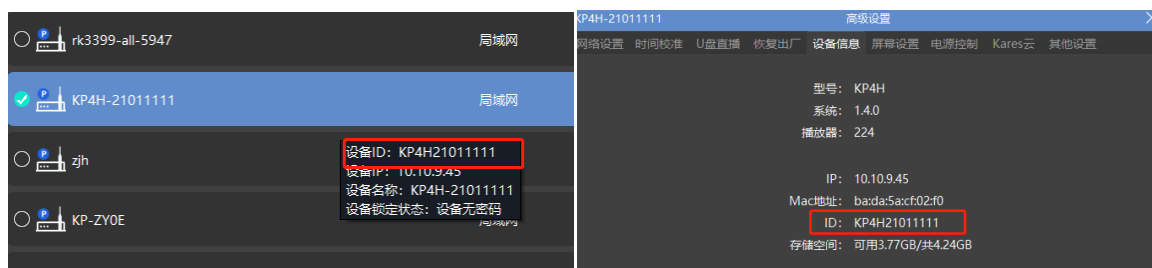 rk3399-all-5947 局域网
KP4H-21011111 局域网
zjh
设备ID: KP4H21011111
设备IP: 10.10.9.45
设备名称: KP4H-21011111
设备锁定状态: 设备无密码
KP-ZY0E 局域网
KP4H-21011111 高级设置
网络设置 时间校准 U盘直播 恢复出厂 设备信息 屏幕设置 电源控制 Kares云 其他设置
型号: KP4H
系统: 1.4.0
播放器: 224
IP: 10.10.9.45
Mac地址: ba:da:5a:cf:02:f0
ID: KP4H21011111
存储空间: 可用3.77GB/共4.24GB